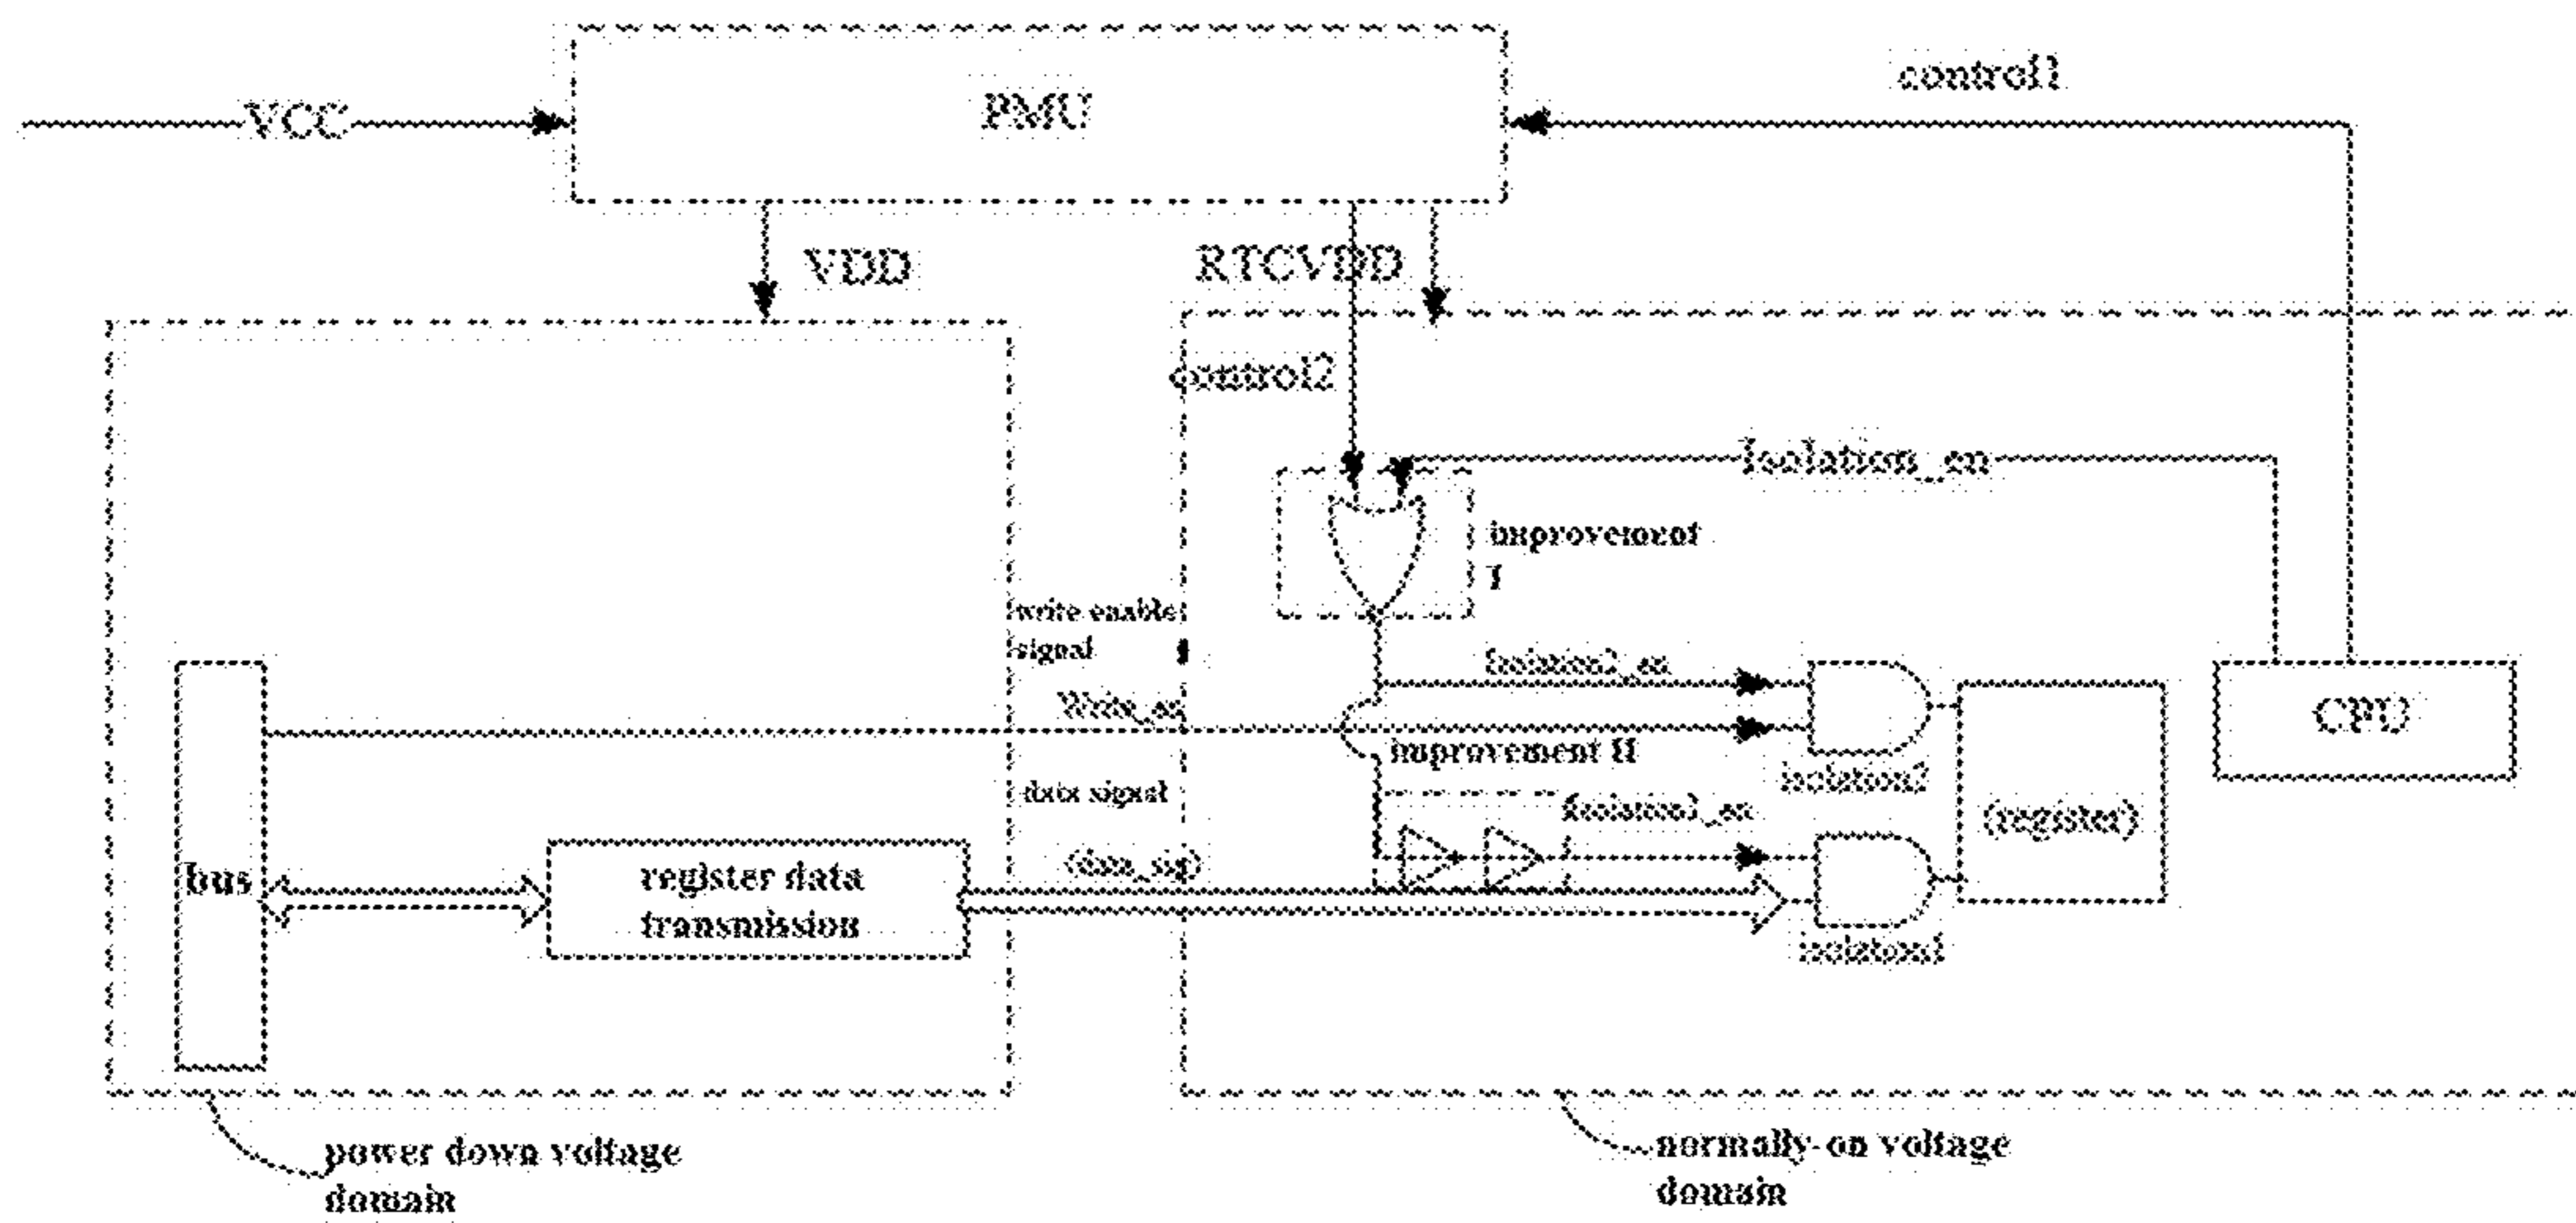 control1
VCC
PMU
VDD
RTCVDD
control2
Isolation_en
improvement
I
write enable
signal
Isolation2_en
Write_en
CPU
improvement II
isolation2
data signal
Isolation1_en
(register)
bus
register data
transmission
(data_sig)
isolation1
power down voltage
domain
normally-on voltage
domain